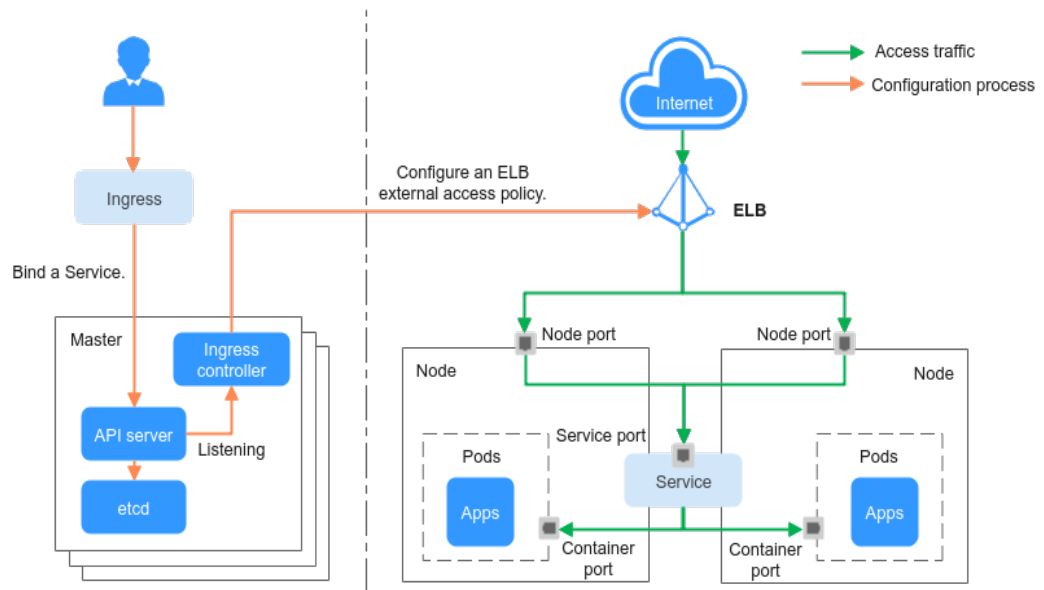 Access traffic
Internet
Configuration process
Configure an ELB
external access policy.
Ingress
ELB
Bind a Service.
Master
Ingress
controller
Node port
Node port
Node
Node
API server
Listening
Service port
Pods
Pods
Service
etcd
Apps
Apps
Container
port
Container
port